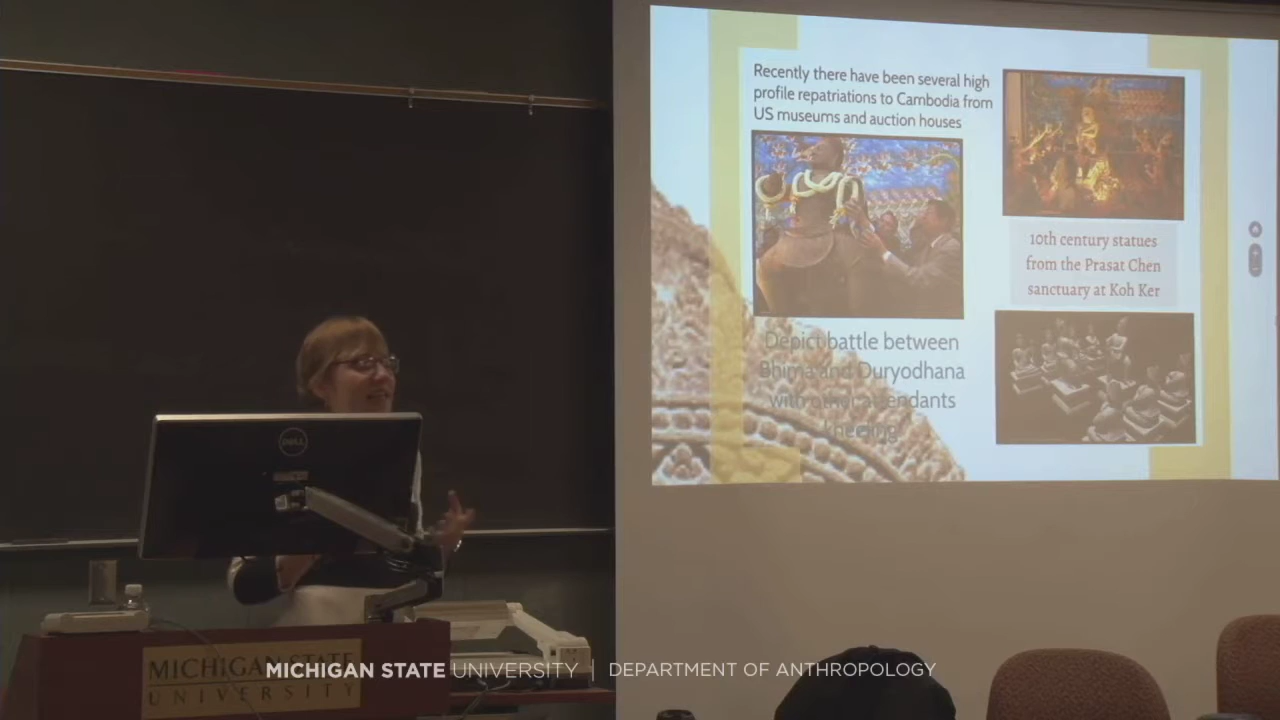 Recently there have been several high
profile repatriations to Cambodia from
US museums and auction houses
10th century statues
from the Prasat Chen
sanctuary at Koh Ker
Depict battle between
Bhima and Duryodhana
with other attendants
kneeling
DELL
MICHIGAN STATE
UNIVERSITY
MICHIGAN STATE UNIVERSITY | DEPARTMENT OF ANTHROPOLOGY